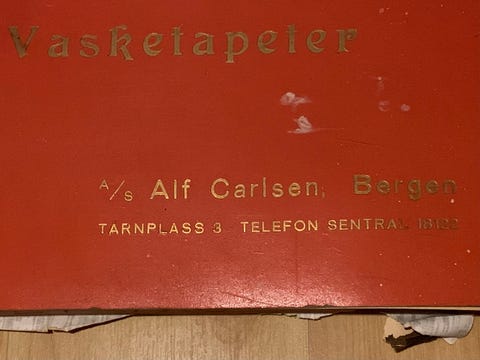 Vasketapeter
A/S Alf Carlsen, Bergen
TARNPLASS 3 TELEFON SENTRAL 18122